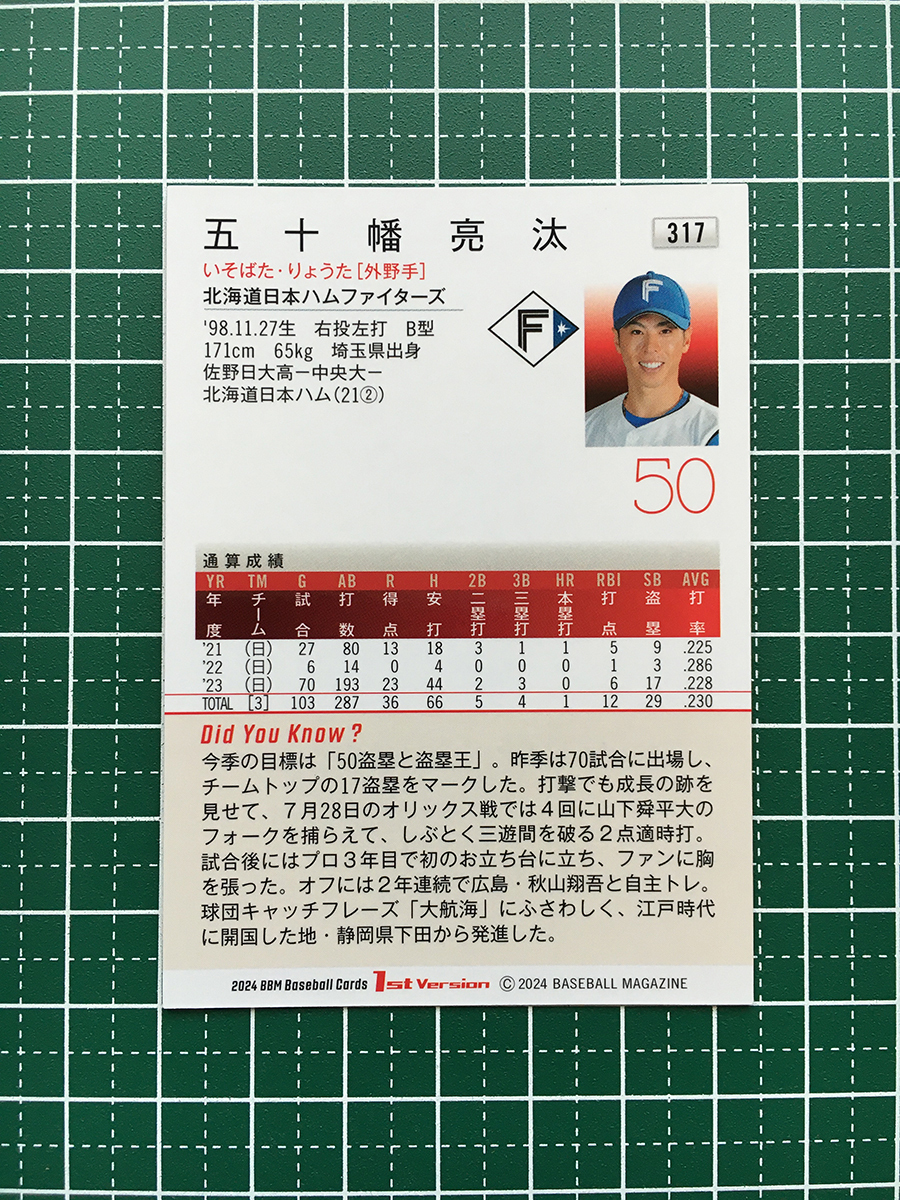 五十幡亮汰
317
いそばた・りょうた[外野手]
北海道日本ハムファイターズ
'98.11.27生 右投左打 B型
171cm 65kg 埼玉県出身
佐野日大高ー中央大ー
北海道日本ハム(21②)
F
F
50
通算成績
YR TM G AB R H 2B 3B HR RBI SB AVG
年度 チーム 試合 打数 得点 安打 二塁打 三塁打 本塁打 打点 盗塁 打率
'21 (日) 27 80 13 18 3 1 1 5 9 .225
'22 (日) 6 14 0 4 0 0 0 1 3 .286
'23 (日) 70 193 23 44 2 3 0 6 17 .228
TOTAL [3] 103 287 36 66 5 4 1 12 29 .230
Did You Know?
今季の目標は「50盗塁と盗塁王」。昨季は70試合に出場し、
チームトップの17盗塁をマークした。打撃でも成長の跡を
見せて、7月28日のオリックス戦では4回に山下舜平大の
フォークを捕らえて、しぶとく三遊間を破る2点適時打。
試合後にはプロ3年目で初のお立ち台に立ち、ファンに胸
を張った。オフには2年連続で広島・秋山翔吾と自主トレ。
球団キャッチフレーズ「大航海」にふさわしく、江戸時代
に開国した地・静岡県下田から発進した。
2024 BBM Baseball Cards 1st Version © 2024 BASEBALL MAGAZINE